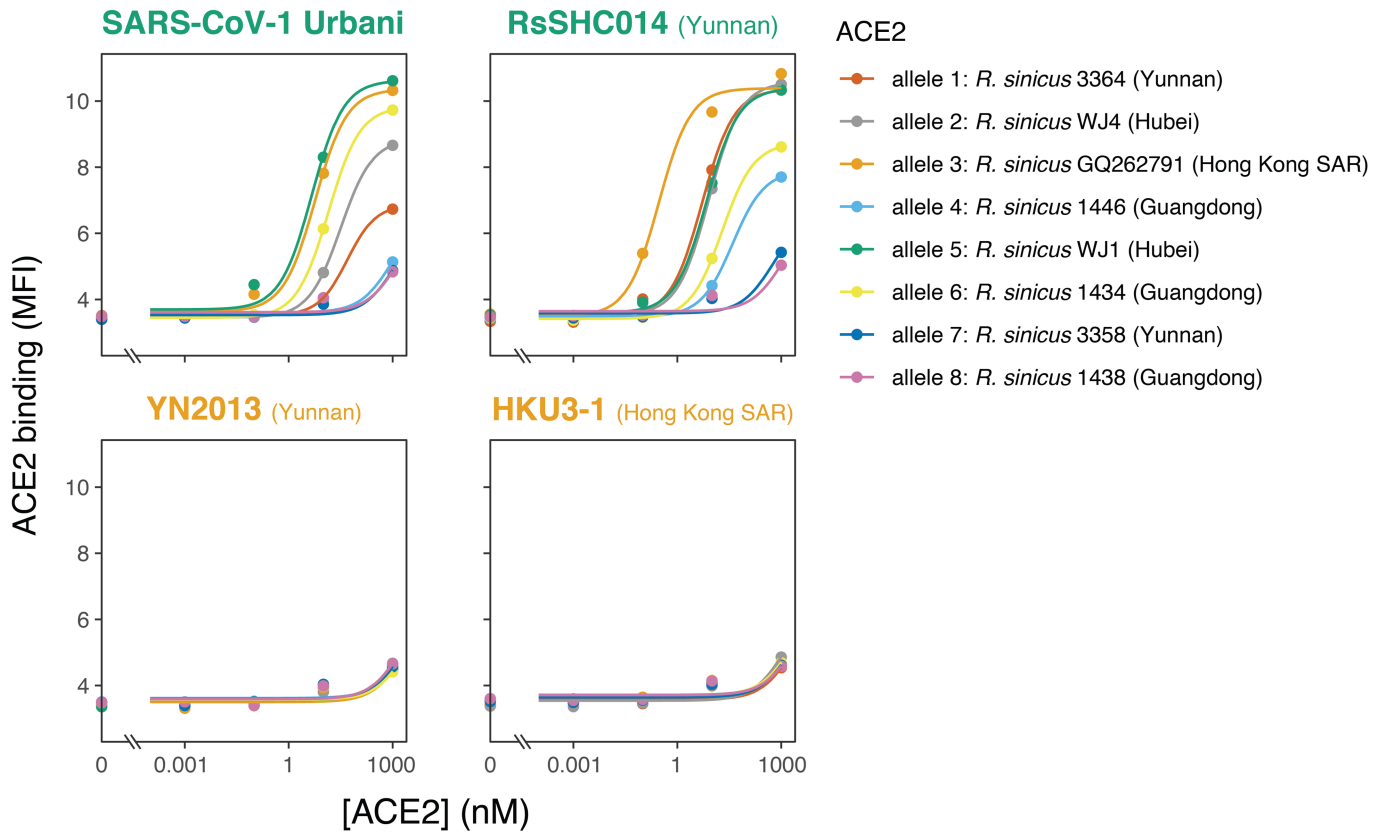 SARS-CoV-1 Urbani
RsSHC014 (Yunnan)
ACE2
allele 1: R. sinicus 3364 (Yunnan)
allele 2: R. sinicus WJ4 (Hubei)
allele 3: R. sinicus GQ262791 (Hong Kong SAR)
allele 4: R. sinicus 1446 (Guangdong)
allele 5: R. sinicus WJ1 (Hubei)
allele 6: R. sinicus 1434 (Guangdong)
allele 7: R. sinicus 3358 (Yunnan)
allele 8: R. sinicus 1438 (Guangdong)
10
8
6
4
ACE2 binding (MFI)
YN2013 (Yunnan)
HKU3-1 (Hong Kong SAR)
10
8
6
4
0 0.001 1 1000
0 0.001 1 1000
[ACE2] (nM)